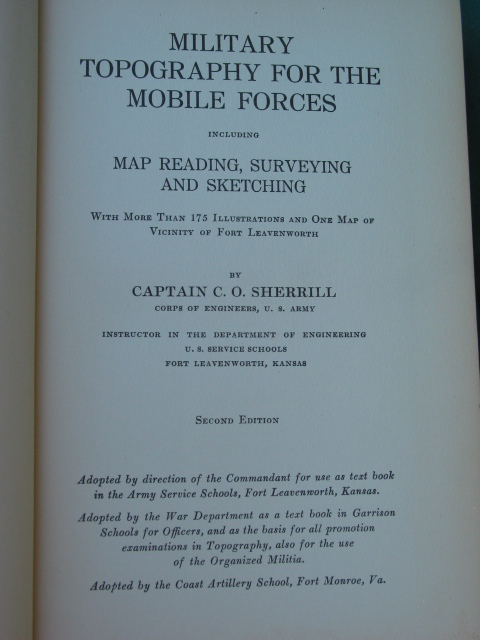 MILITARY
TOPOGRAPHY FOR THE
MOBILE FORCES
INCLUDING
MAP READING, SURVEYING
AND SKETCHING
WITH MORE THAN 175 ILLUSTRATIONS AND ONE MAP OF
VICINITY OF FORT LEAVENWORTH
BY
CAPTAIN C. O. SHERRILL
CORPS OF ENGINEERS, U. S. ARMY
INSTRUCTOR IN THE DEPARTMENT OF ENGINEERING
U. S. SERVICE SCHOOLS
FORT LEAVENWORTH, KANSAS
SECOND EDITION
Adopted by direction of the Commandant for use as text book
in the Army Service Schools, Fort Leavenworth, Kansas.
Adopted by the War Department as a text book in Garrison
Schools for Officers, and as the basis for all promotion
examinations in Topography, also for the use
of the Organized Militia.
Adopted by the Coast Artillery School, Fort Monroe, Va.